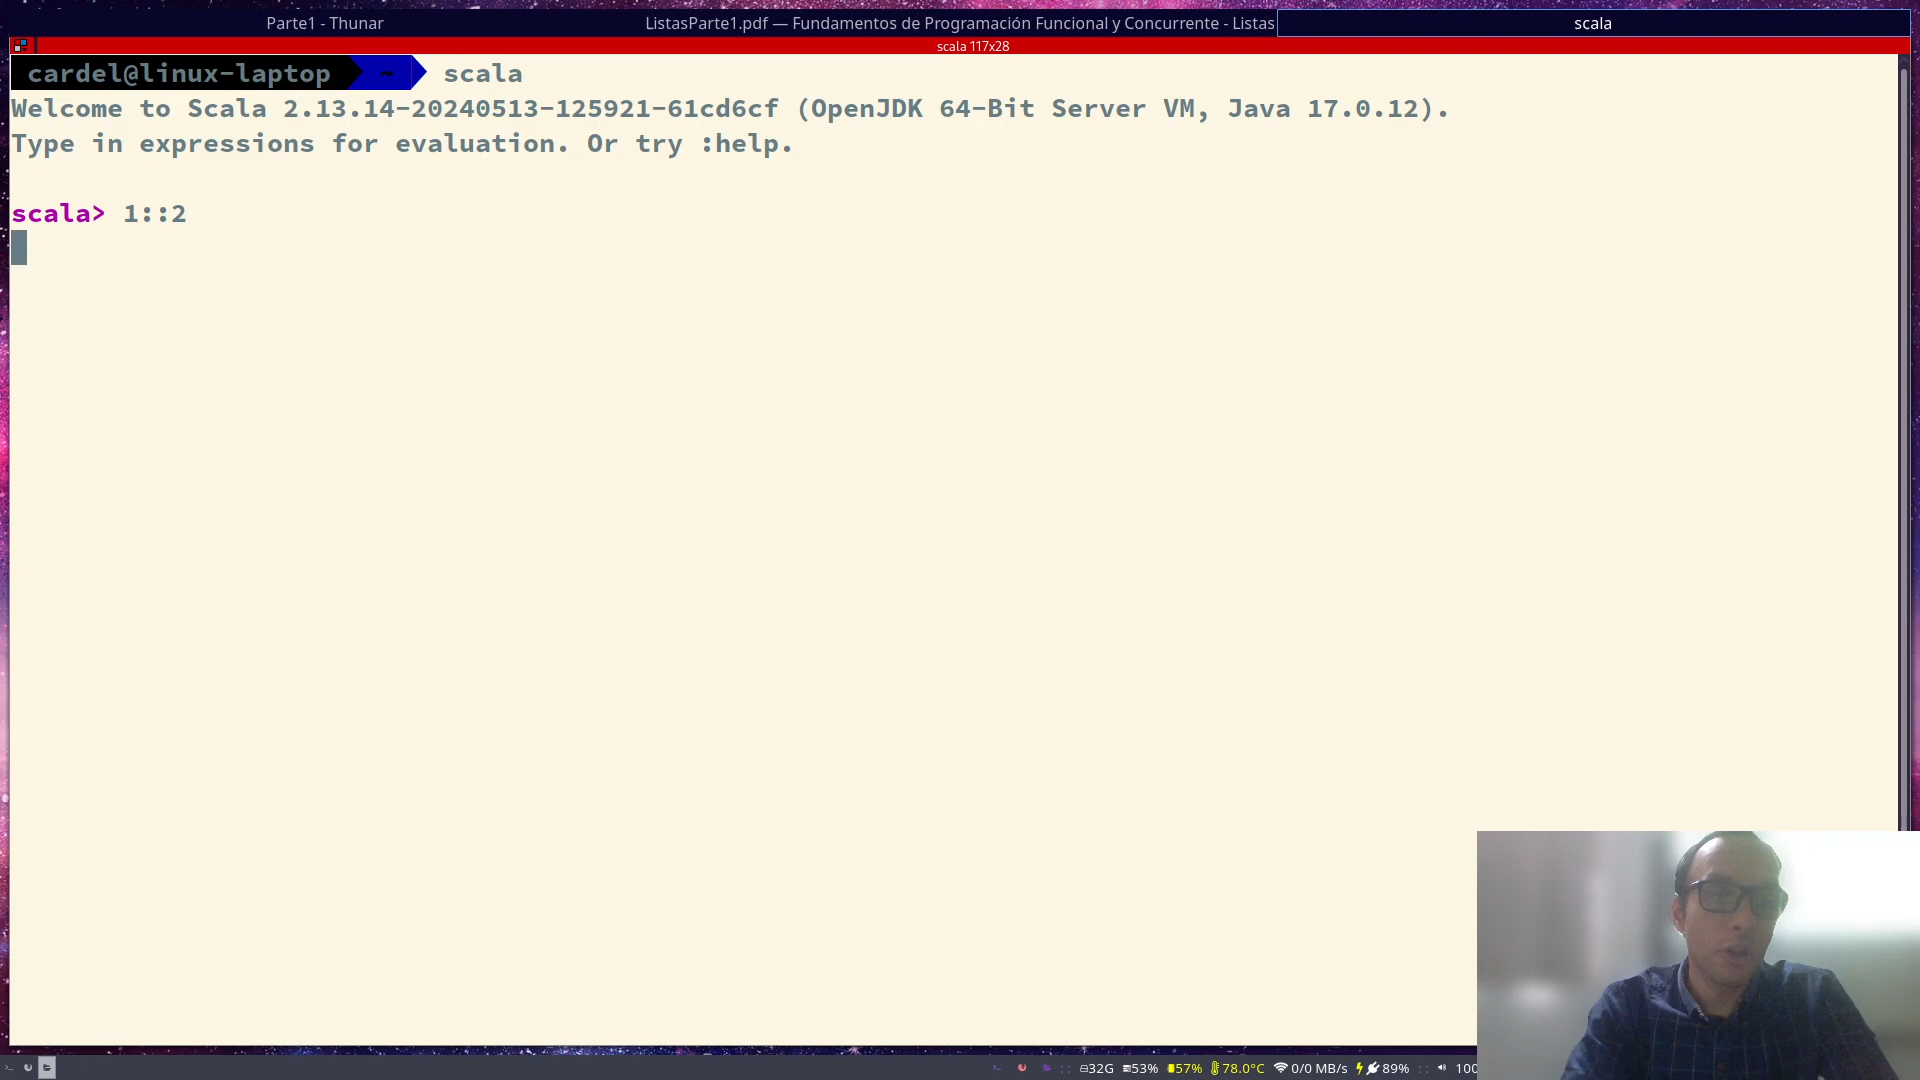 Parte1 - Thunar
ListasParte1.pdf — Fundamentos de Programación Funcional y Concurrente - Listas
scala
scala 117x28
cardel@linux-laptop ~ scala
Welcome to Scala 2.13.14-20240513-125921-61cd6cf (OpenJDK 64-Bit Server VM, Java 17.0.12).
Type in expressions for evaluation. Or try :help.
scala> 1::2
:: 32G 53% 57% 78.0°C 0/0 MB/s 89% :: 100